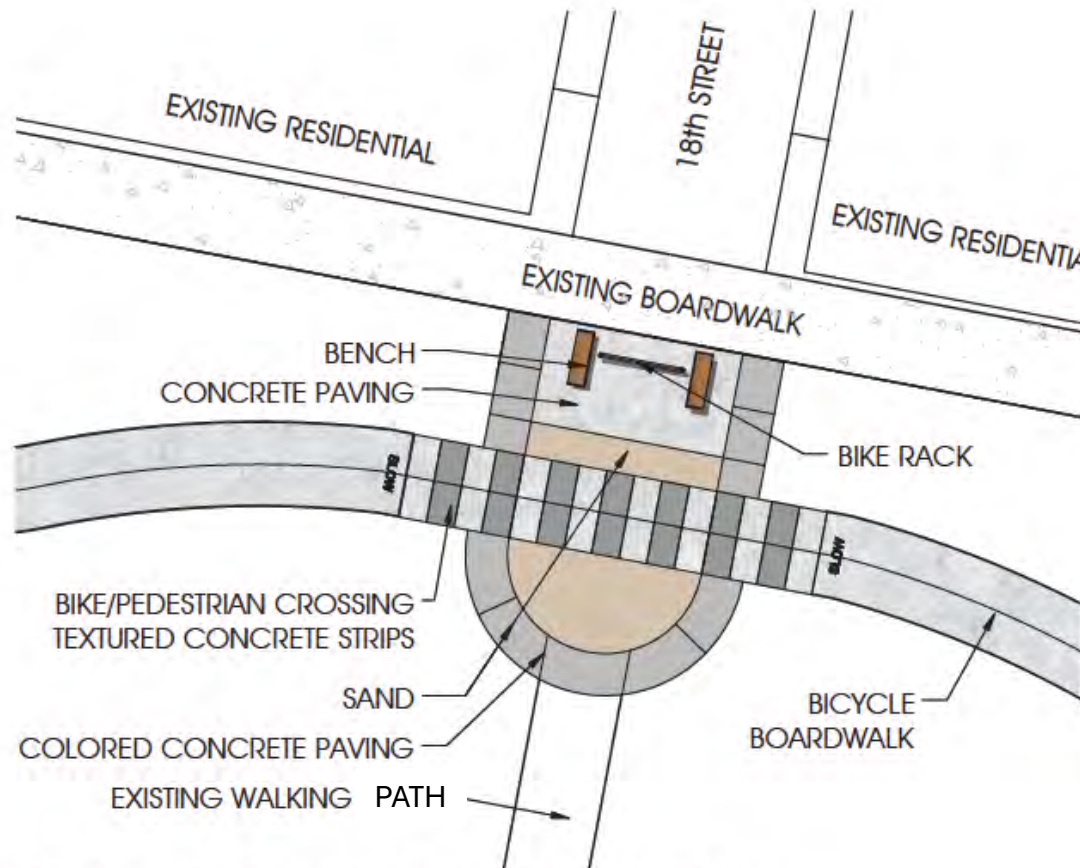 18th STREET
EXISTING RESIDENTIAL
EXISTING RESIDENTIA
EXISTING BOARDWALK
BENCH
CONCRETE PAVING
BIKE RACK
SLOW
SLOW
BIKE/PEDESTRIAN CROSSING
TEXTURED CONCRETE STRIPS
SAND
COLORED CONCRETE PAVING
EXISTING WALKING PATH
BICYCLE
BOARDWALK